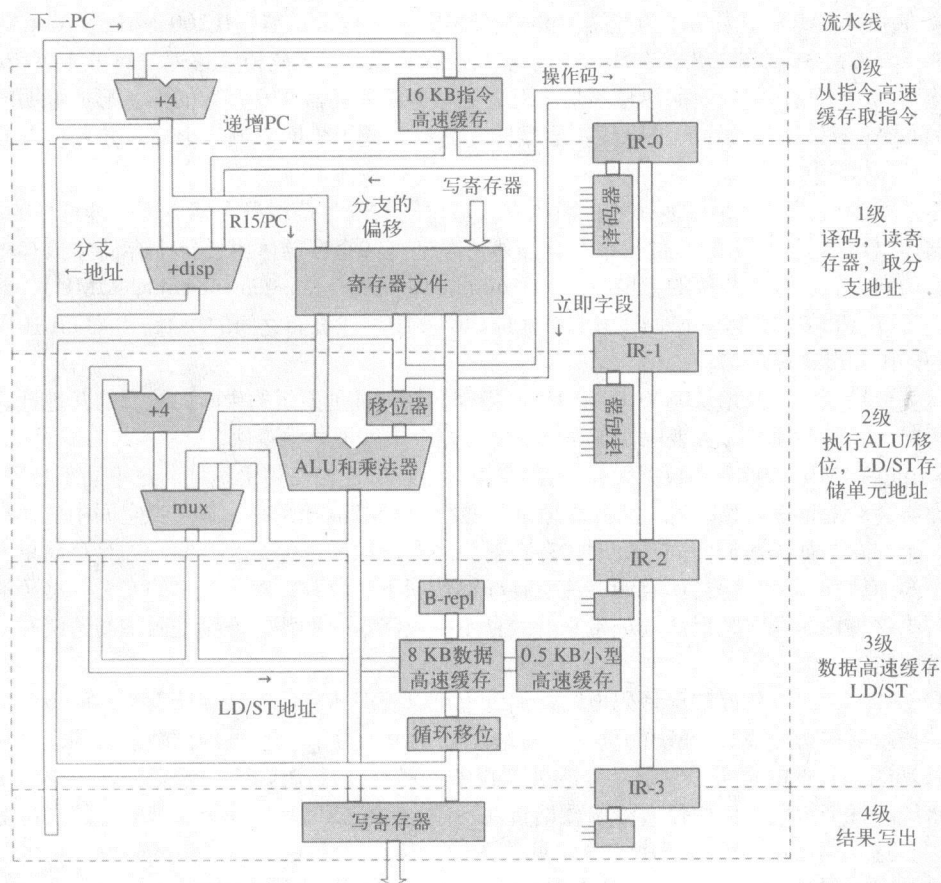 下一PC →
流水线
0级
从指令高速
缓存取指令
操作码→
+4
16 KB指令
高速缓存
递增PC
IR-0
←
写寄存器
译码器
R15/PC↓
分支的
偏移
1级
译码，读寄
存器，取分
支地址
分支
←地址
+disp
寄存器文件
立即字段
↓
IR-1
+4
移位器
译码器
ALU和乘法器
2级
执行ALU/移
位，LD/ST存
储单元地址
mux
IR-2
B-repl
8 KB数据
高速缓存
0.5 KB小型
高速缓存
3级
数据高速缓存
LD/ST
→
LD/ST地址
循环移位
IR-3
写寄存器
4级
结果写出